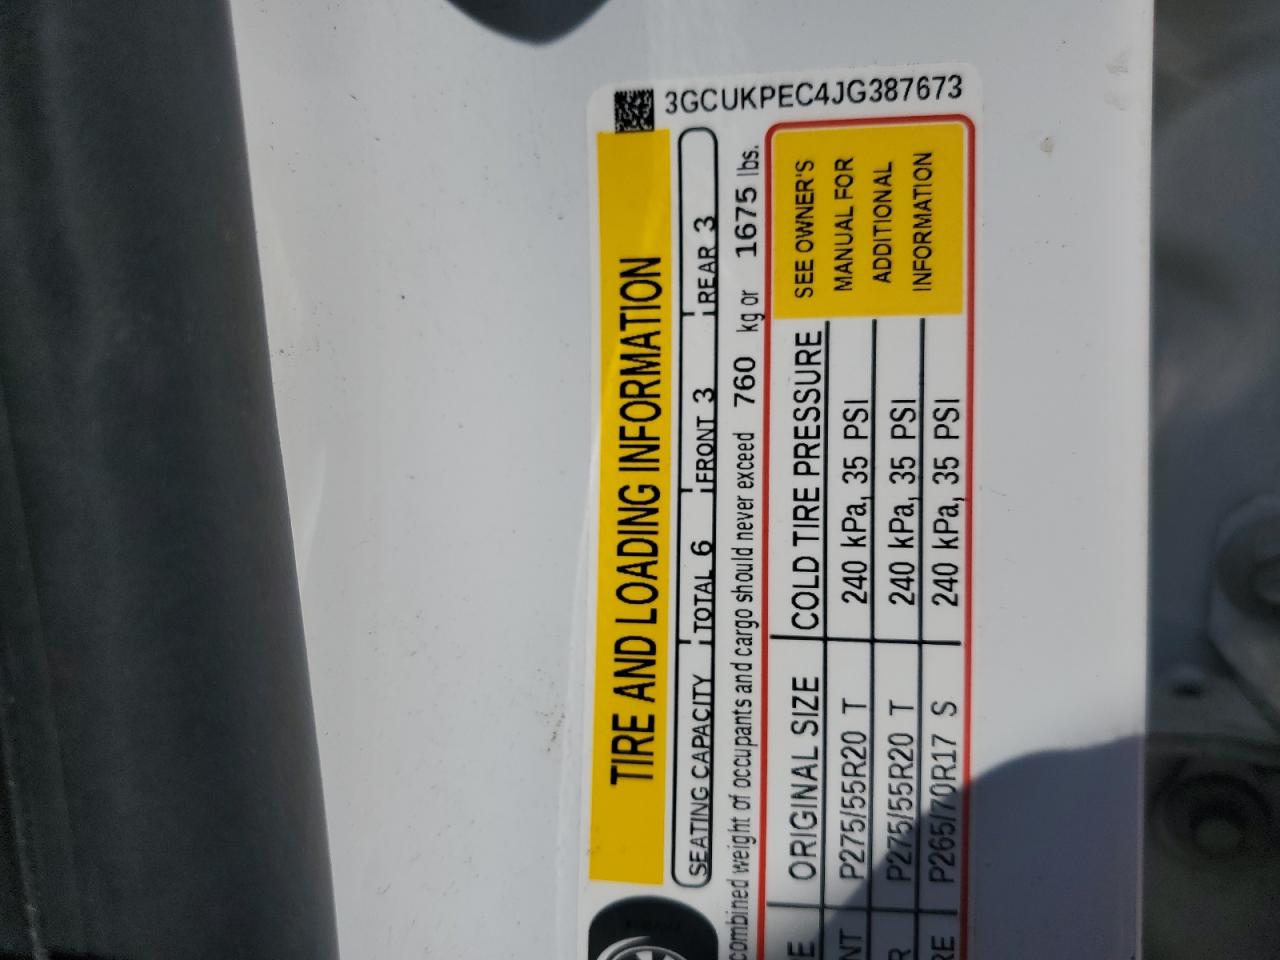 3GCUKPEC4JG387673
TIRE AND LOADING INFORMATION
SEATING CAPACITY TOTAL 6 FRONT 3 REAR 3
combined weight of occupants and cargo should never exceed 760 kg or 1675 lbs.
E ORIGINAL SIZE COLD TIRE PRESSURE
NT P275/55R20 T 240 kPa, 35 PSI
R P275/55R20 T 240 kPa, 35 PSI
RE P265/70R17 S 240 kPa, 35 PSI
SEE OWNER'S
MANUAL FOR
ADDITIONAL
INFORMATION